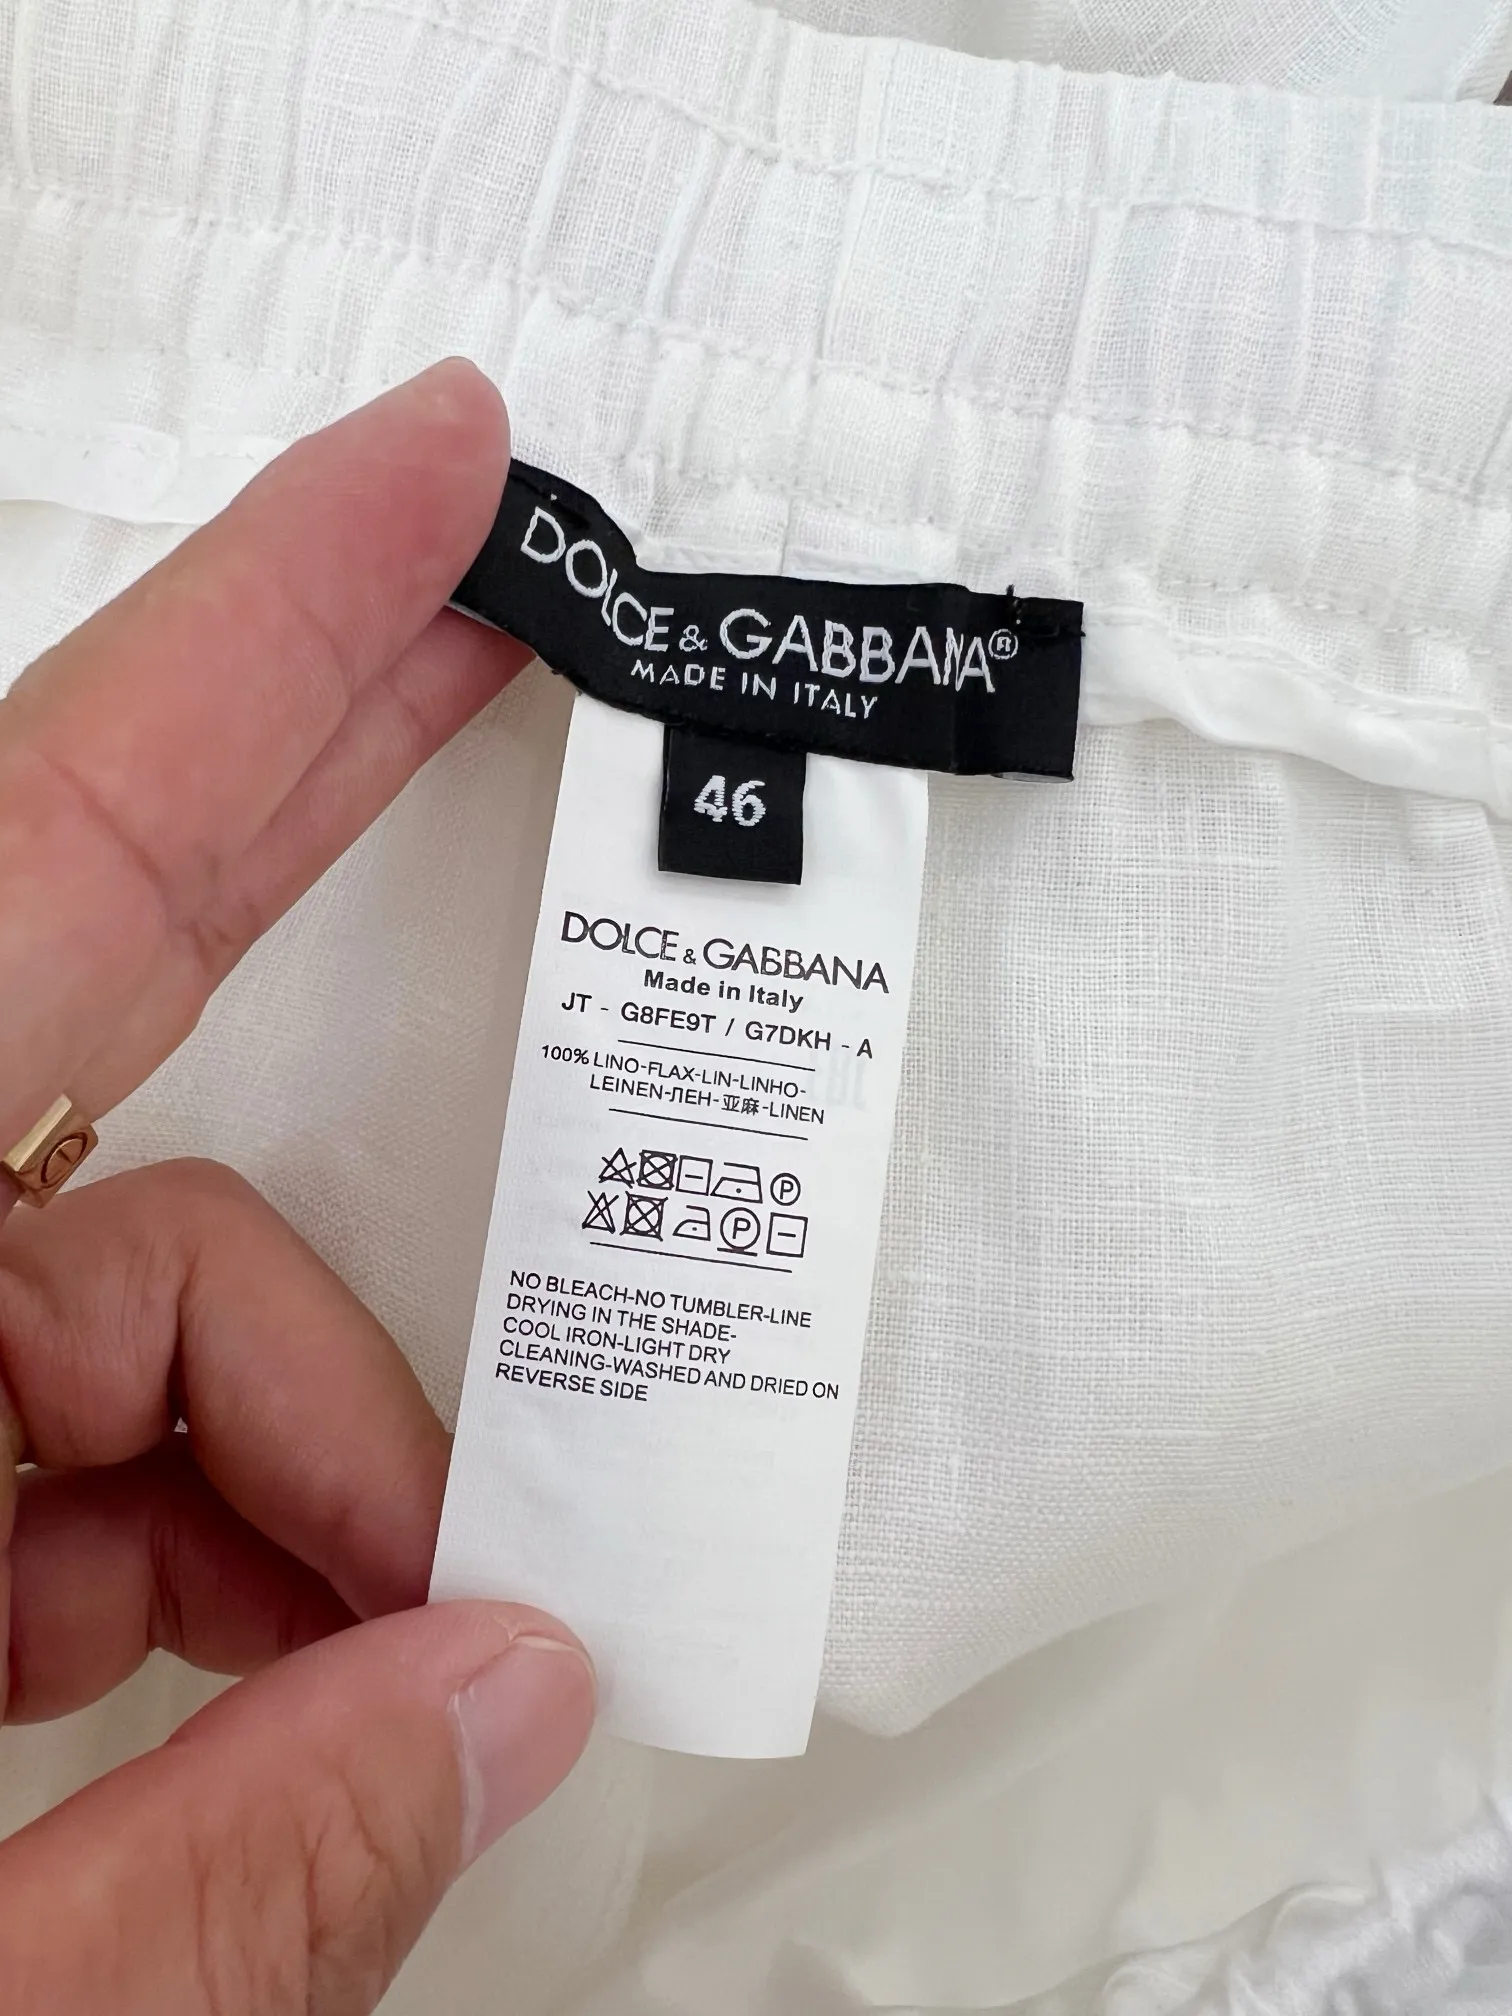 DOLCE & GABBANA®
MADE IN ITALY
46
DOLCE & GABBANA
Made in Italy
JT - G8FE9T / G7DKH - A
100% LINO-FLAX-LIN-LINHO-
LEINEN-ЛЕН-亚麻-LINEN
P
P
NO BLEACH-NO TUMBLER-LINE
DRYING IN THE SHADE-
COOL IRON-LIGHT DRY
CLEANING-WASHED AND DRIED ON
REVERSE SIDE